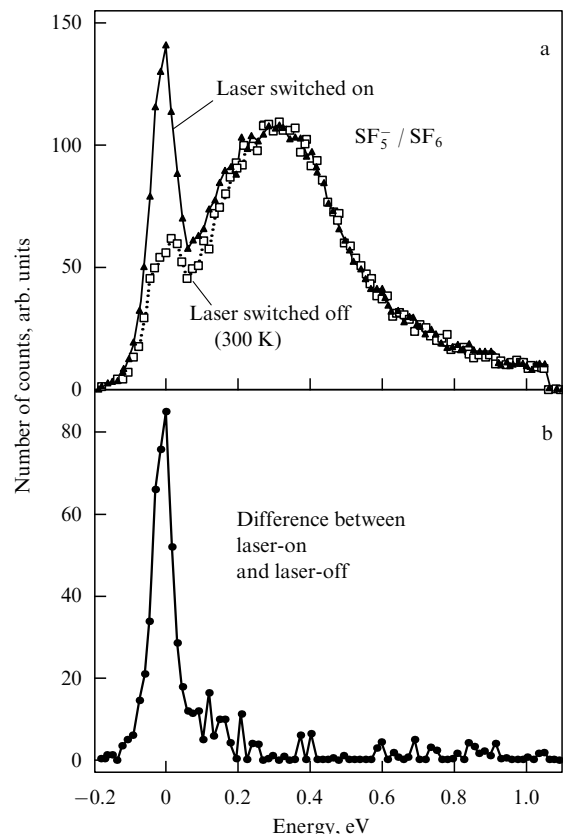 150
a
Laser switched on
100
SF₅⁻ / SF₆
50
Laser switched off
(300 K)
0
Number of counts, arb. units
b
80
60
Difference between
laser-on
and laser-off
40
20
0
−0.2 0 0.2 0.4 0.6 0.8 1.0
Energy, eV